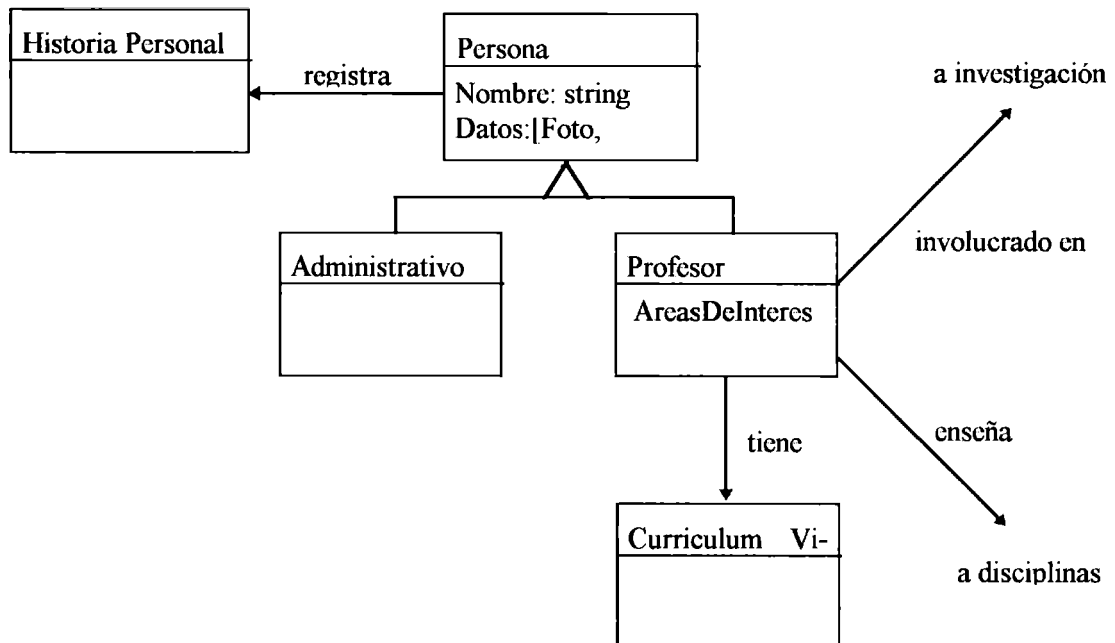 Historia Personal
registra
Persona
Nombre: string
Datos:[Foto,
a investigación
involucrado en
Administrativo
Profesor
AreasDeInteres
tiene
enseña
Curriculum Vi-
a disciplinas